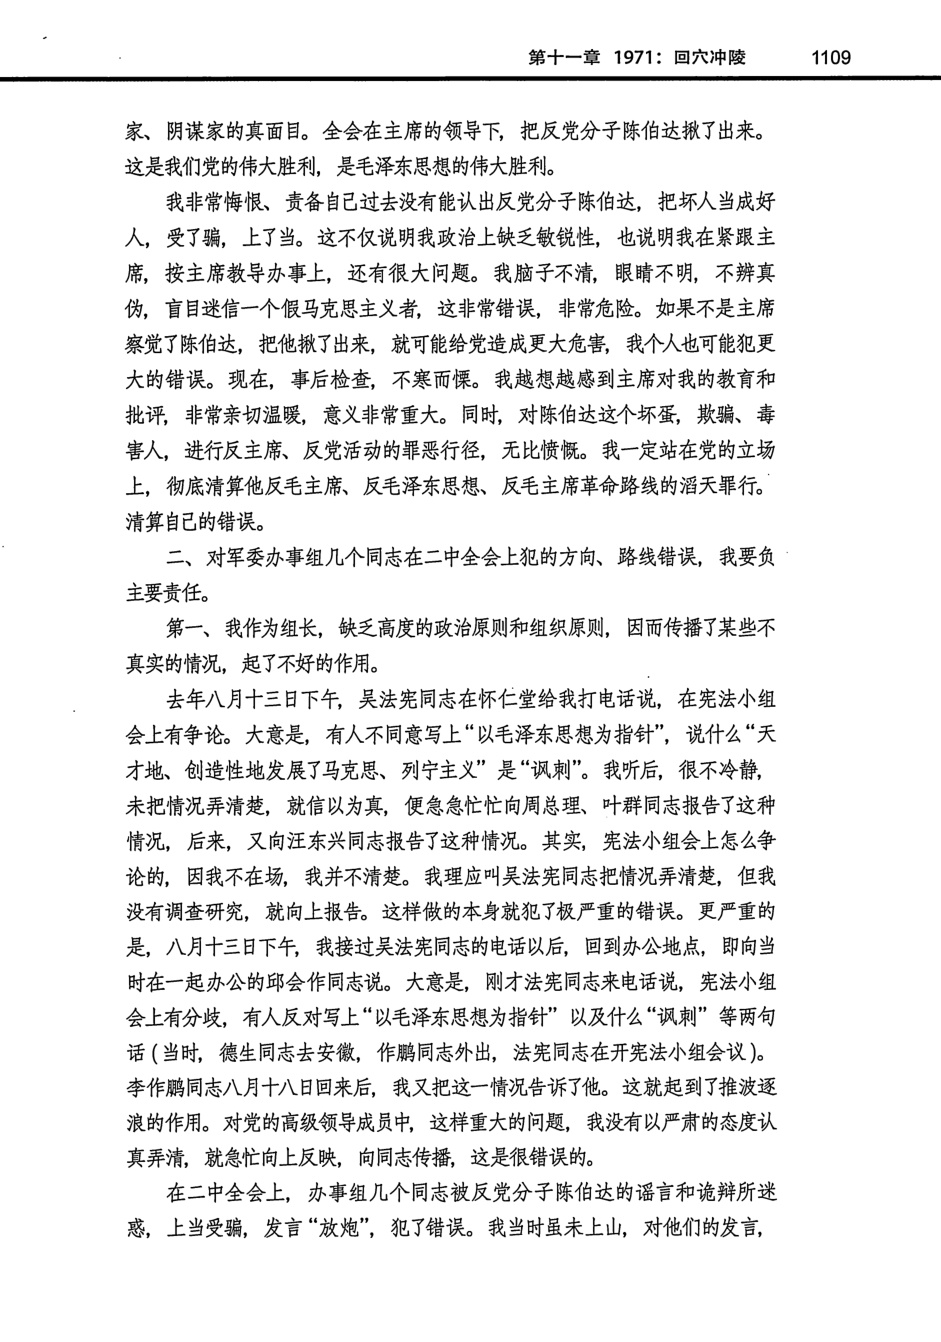 第十一章 1971：回穴冲陵 1109
家、阴谋家的真面目。全会在主席的领导下，把反党分子陈伯达揪了出来。
这是我们党的伟大胜利，是毛泽东思想的伟大胜利。
我非常悔恨、责备自己过去没有能认出反党分子陈伯达，把坏人当成好
人，受了骗，上了当。这不仅说明我政治上缺乏敏锐性，也说明我在紧跟主
席，按主席教导办事上，还有很大问题。我脑子不清，眼睛不明，不辨真
伪，盲目迷信一个假马克思主义者，这非常错误，非常危险。如果不是主席
察觉了陈伯达，把他揪了出来，就可能给党造成更大危害，我个人也可能犯更
大的错误。现在，事后检查，不寒而慄。我越想越感到主席对我的教育和
批评，非常亲切温暖，意义非常重大。同时，对陈伯达这个坏蛋，欺骗、毒
害人，进行反主席、反党活动的罪恶行径，无比愤慨。我一定站在党的立场
上，彻底清算他反毛主席、反毛泽东思想、反毛主席革命路线的滔天罪行。
清算自己的错误。
二、对军委办事组几个同志在二中全会上犯的方向、路线错误，我要负
主要责任。
第一、我作为组长，缺乏高度的政治原则和组织原则，因而传播了某些不
真实的情况，起了不好的作用。
去年八月十三日下午，吴法宪同志在怀仁堂给我打电话说，在宪法小组
会上有争论。大意是，有人不同意写上“以毛泽东思想为指针”，说什么“天
才地、创造性地发展了马克思、列宁主义”是“讽刺”。我听后，很不冷静，
未把情况弄清楚，就信以为真，便急急忙忙向周总理、叶群同志报告了这种
情况，后来，又向汪东兴同志报告了这种情况。其实，宪法小组会上怎么争
论的，因我不在场，我并不清楚。我理应叫吴法宪同志把情况弄清楚，但我
没有调查研究，就向上报告。这样做的本身就犯了极严重的错误。更严重的
是，八月十三日下午，我接过吴法宪同志的电话以后，回到办公地点，即向当
时在一起办公的邱会作同志说。大意是，刚才法宪同志来电话说，宪法小组
会上有分歧，有人反对写上“以毛泽东思想为指针”以及什么“讽刺”等两句
话（当时，德生同志去安徽，作鹏同志外出，法宪同志在开宪法小组会议）。
李作鹏同志八月十八日回来后，我又把这一情况告诉了他。这就起到了推波逐
浪的作用。对党的高级领导成员中，这样重大的问题，我没有以严肃的态度认
真弄清，就急忙向上反映，向同志传播，这是很错误的。
在二中全会上，办事组几个同志被反党分子陈伯达的谣言和诡辩所迷
惑，上当受骗，发言“放炮”，犯了错误。我当时虽未上山，对他们的发言，